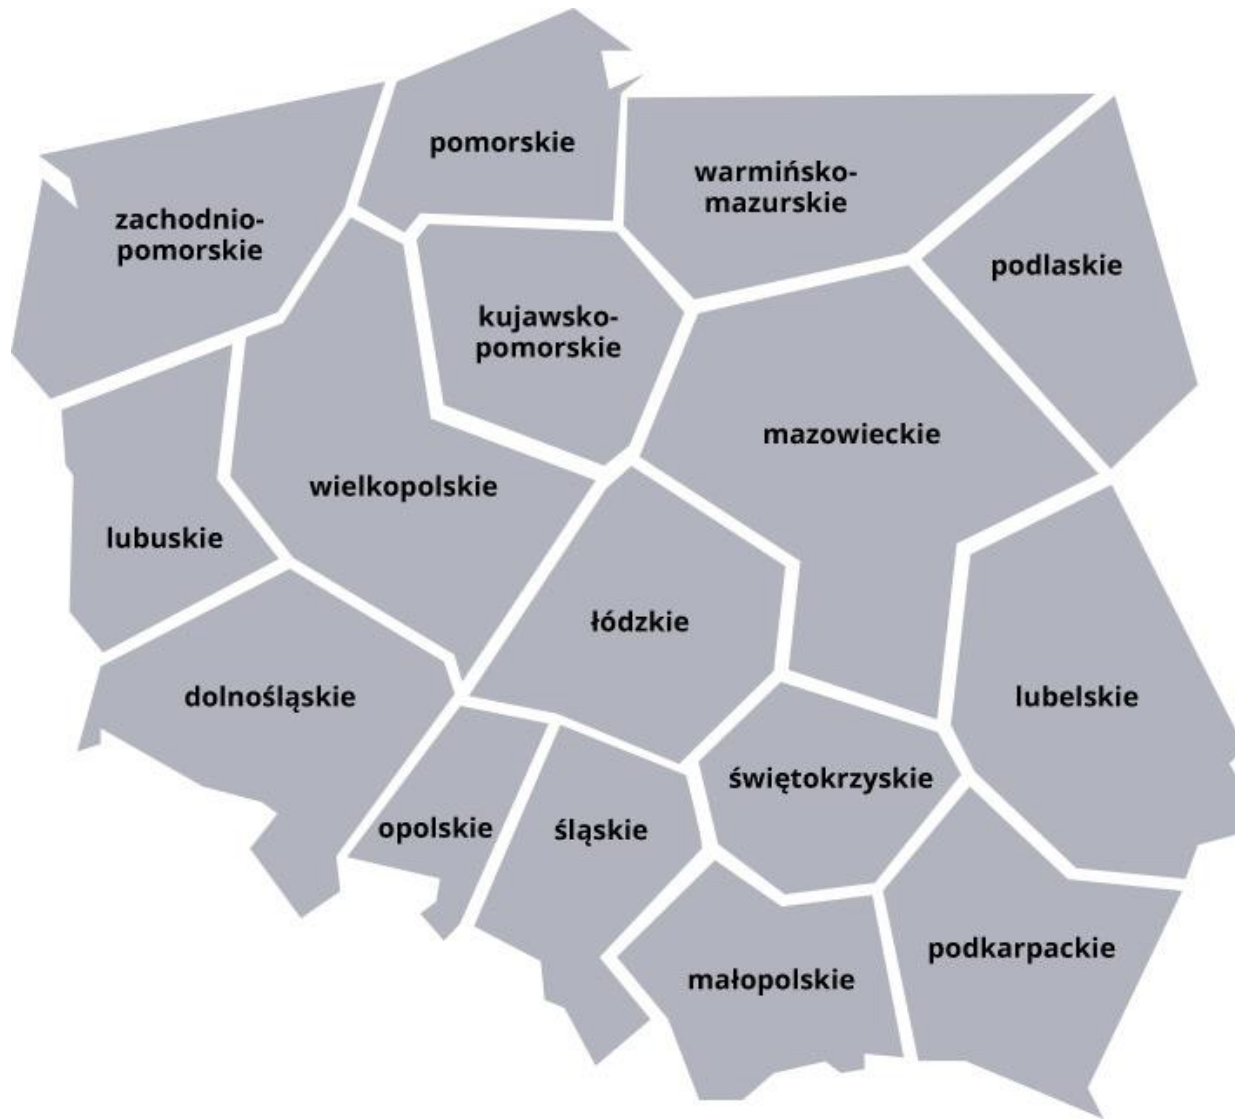 pomorskie
warmińsko-
mazurskie
zachodnio-
pomorskie
podlaskie
kujawsko-
pomorskie
mazowieckie
wielkopolskie
lubuskie
łódzkie
dolnośląskie
lubelskie
świętokrzyskie
opolskie
śląskie
podkarpackie
małopolskie